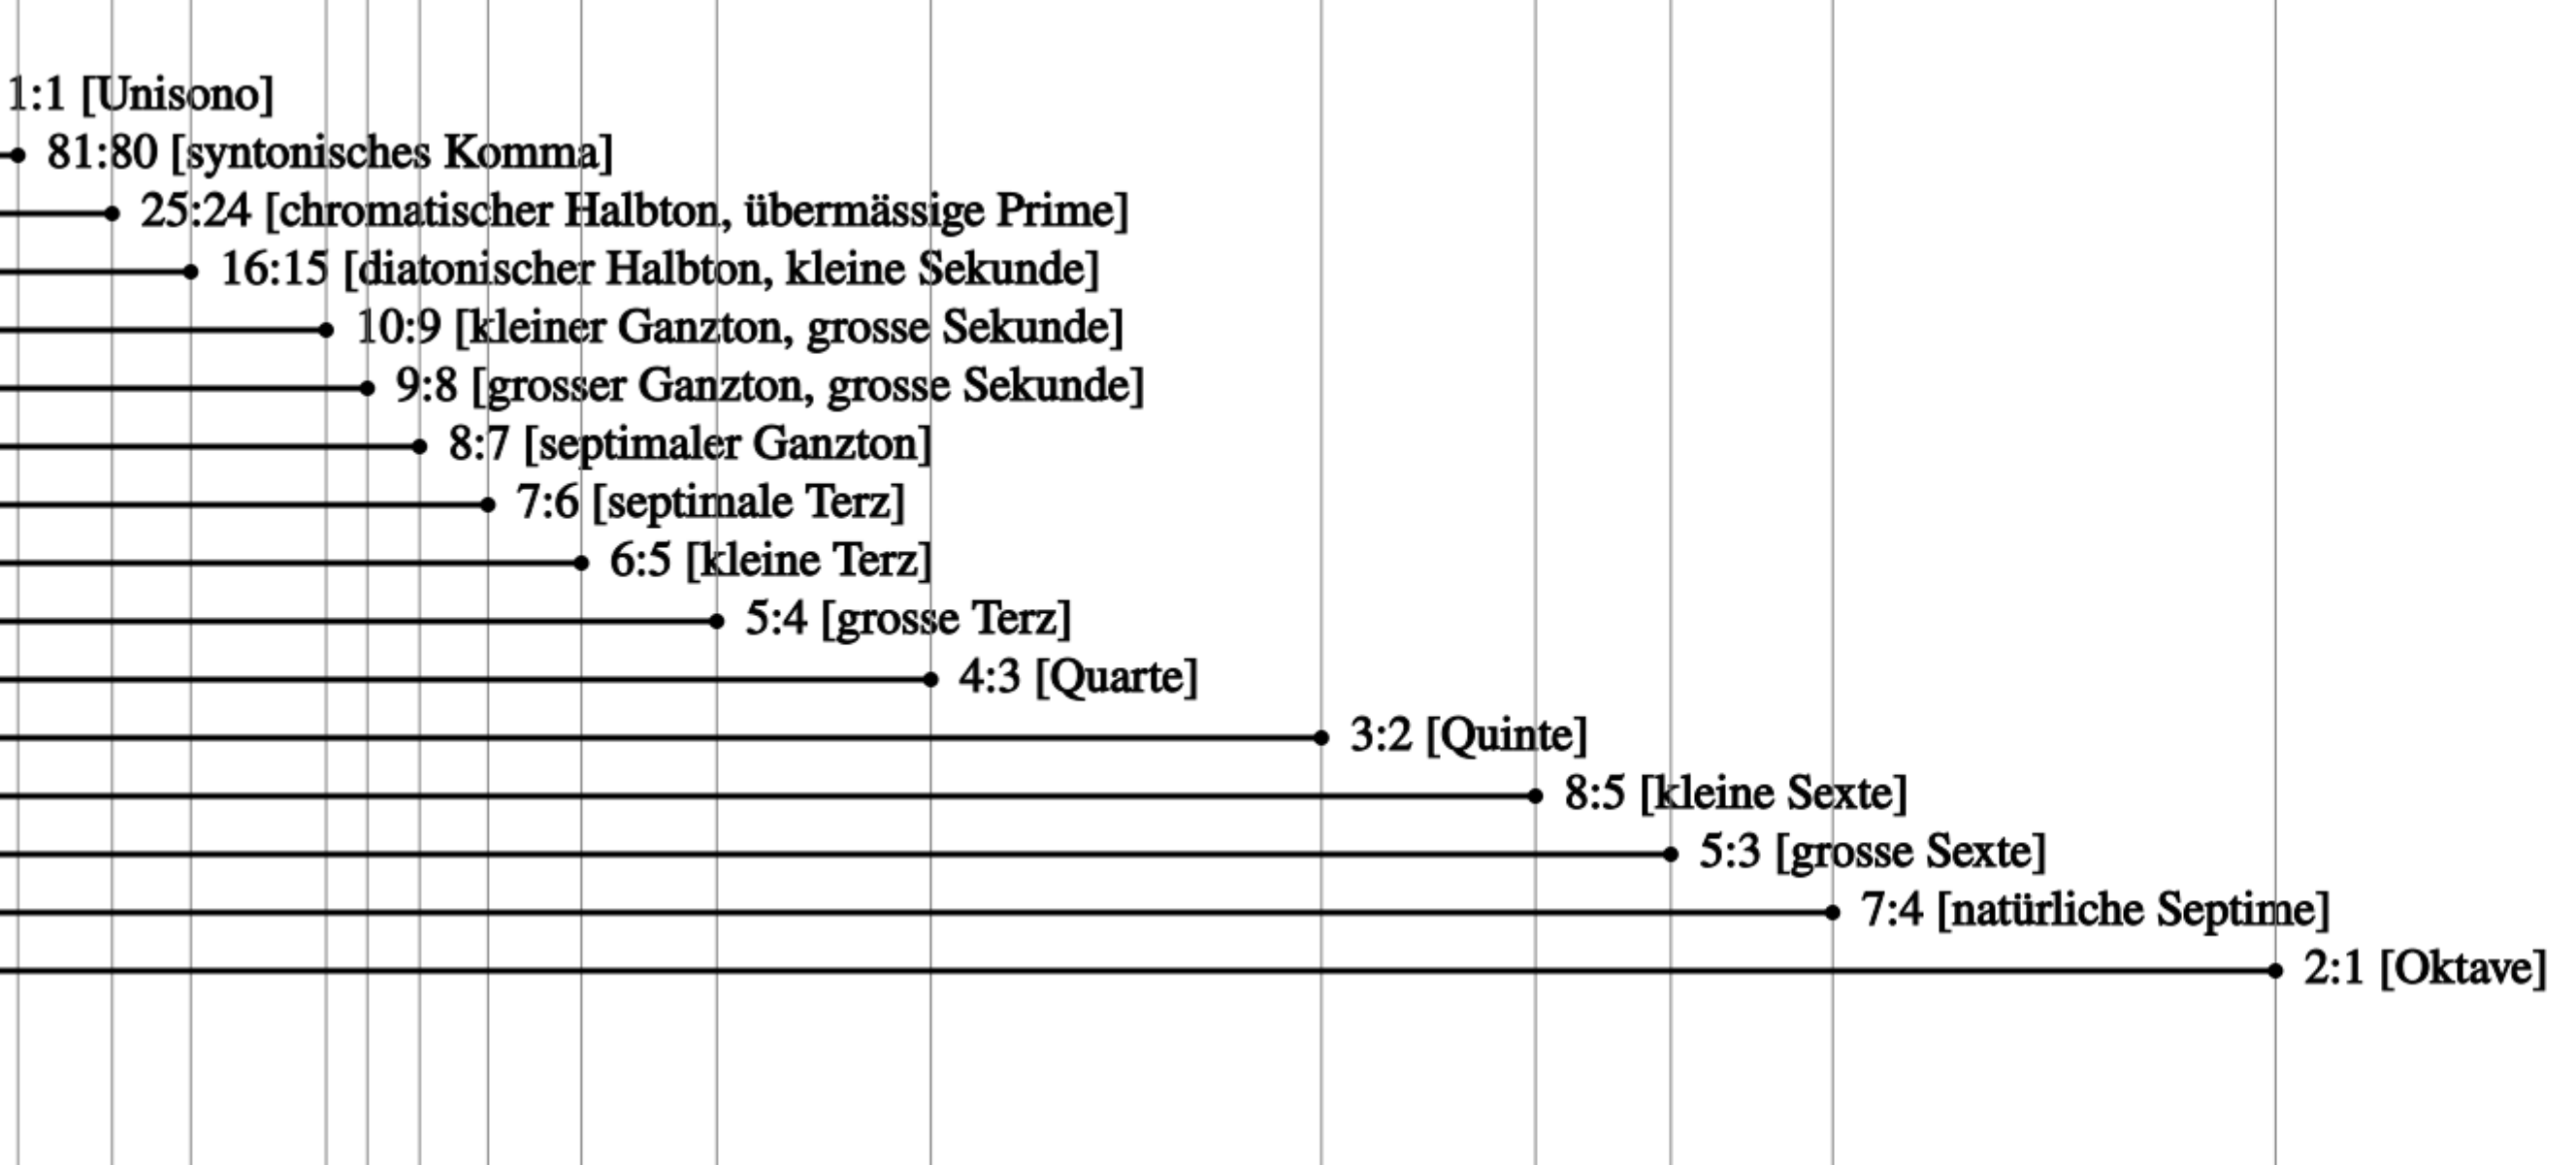 1:1 [Unisono]
81:80 [syntonisches Komma]
25:24 [chromatischer Halbton, übermässige Prime]
16:15 [diatonischer Halbton, kleine Sekunde]
10:9 [kleiner Ganzton, grosse Sekunde]
9:8 [grosser Ganzton, grosse Sekunde]
8:7 [septimaler Ganzton]
7:6 [septimale Terz]
6:5 [kleine Terz]
5:4 [grosse Terz]
4:3 [Quarte]
3:2 [Quinte]
8:5 [kleine Sexte]
5:3 [grosse Sexte]
7:4 [natürliche Septime]
2:1 [Oktave]